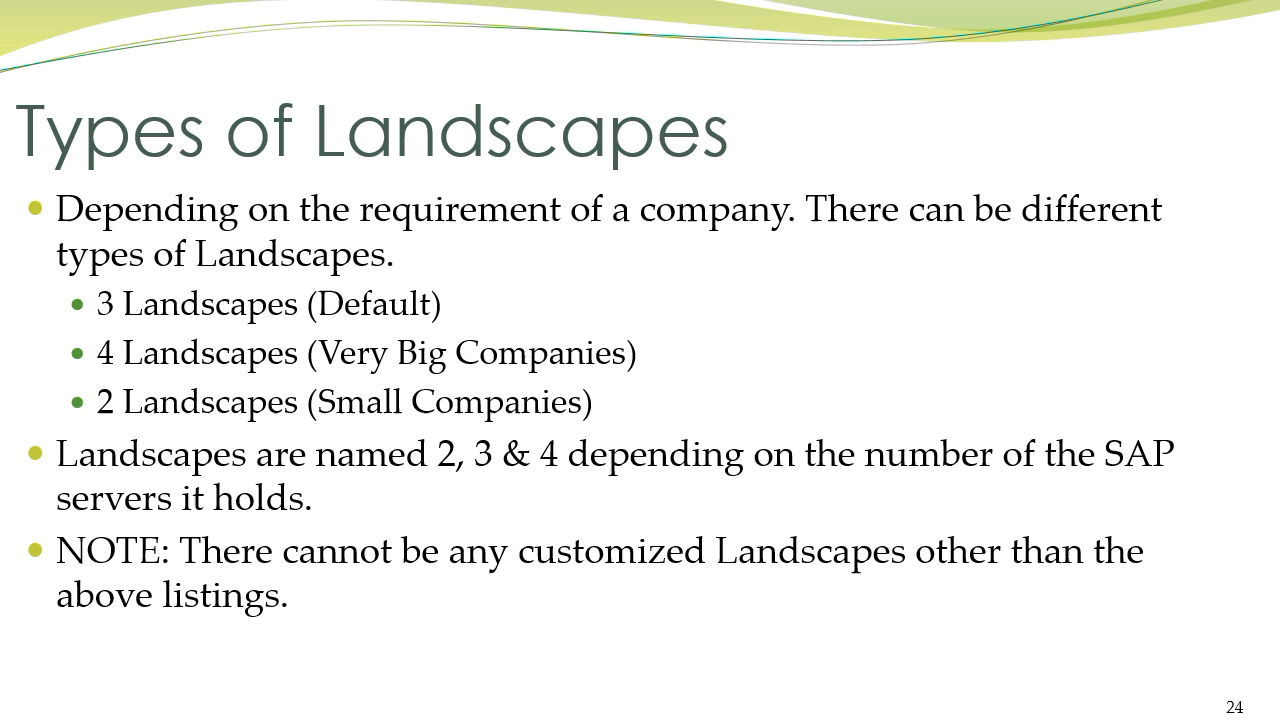 Types of Landscapes
Depending on the requirement of a company. There can be different
types of Landscapes.
3 Landscapes (Default)
4 Landscapes (Very Big Companies)
2 Landscapes (Small Companies)
Landscapes are named 2, 3 & 4 depending on the number of the SAP
servers it holds.
NOTE: There cannot be any customized Landscapes other than the
above listings.
24